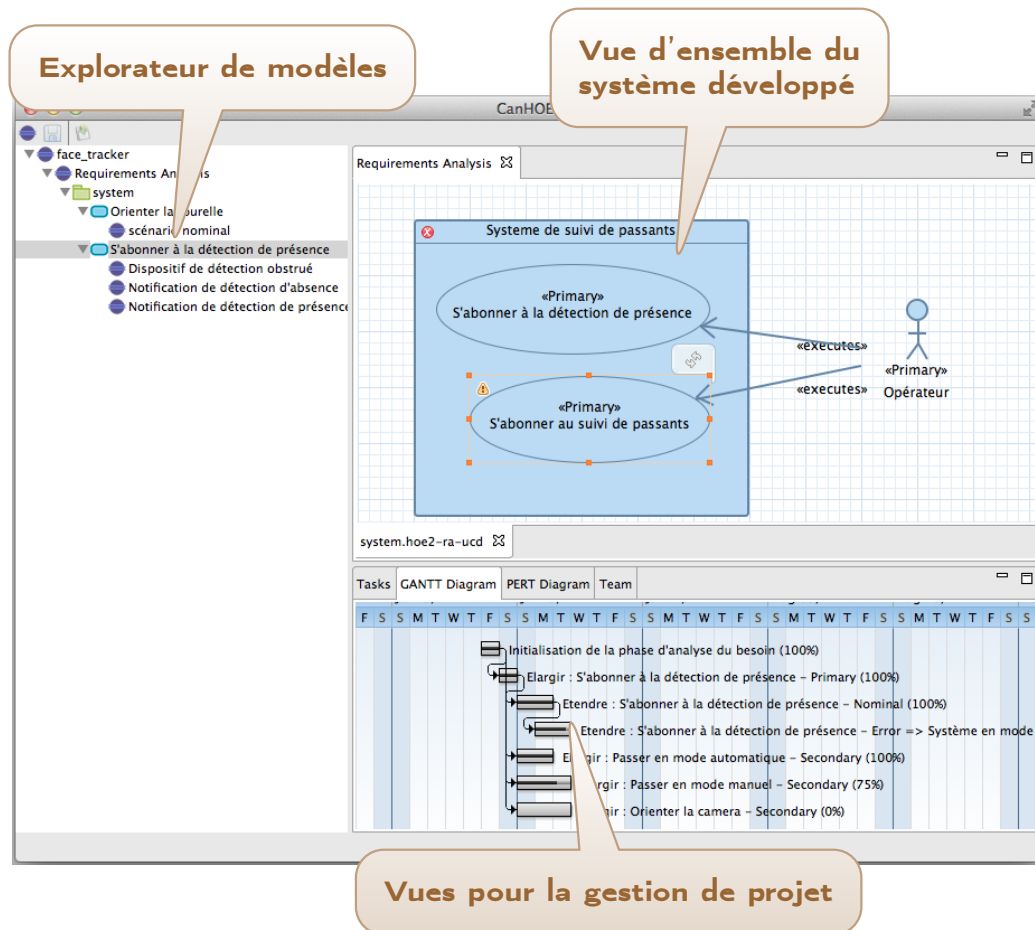 Explorateur de modèles
Vue d'ensemble du
système développé
face_tracker
Requirements
system
Orienter la
nominal
S'abonner à la détection de présence
Dispositif de détection obstrué
Notification de détection d'absence
Notification de détection de présence
Requirements Analysis
Systeme de suivi de passants
«Primary»
S'abonner à la détection de présence
«Primary»
S'abonner au suivi de passants
«executes»
«executes»
«Primary»
Opérateur
system.hoe2-ra-ucd
Tasks GANTT Diagram PERT Diagram Team
F S S M T W T F S S M T W T F S S M T W T F S S M T W T F S S M T W T F S S
Initialisation de la phase d'analyse du besoin (100%)
Elargir : S'abonner à la détection de présence - Primary (100%)
Etendre : S'abonner à la détection de présence - Nominal (100%)
Etendre : S'abonner à la détection de présence - Error => Système en mode
Elargir : Passer en mode automatique - Secondary (100%)
: Passer en mode manuel - Secondary (75%)
: Orienter la camera - Secondary (0%)
Vues pour la gestion de projet